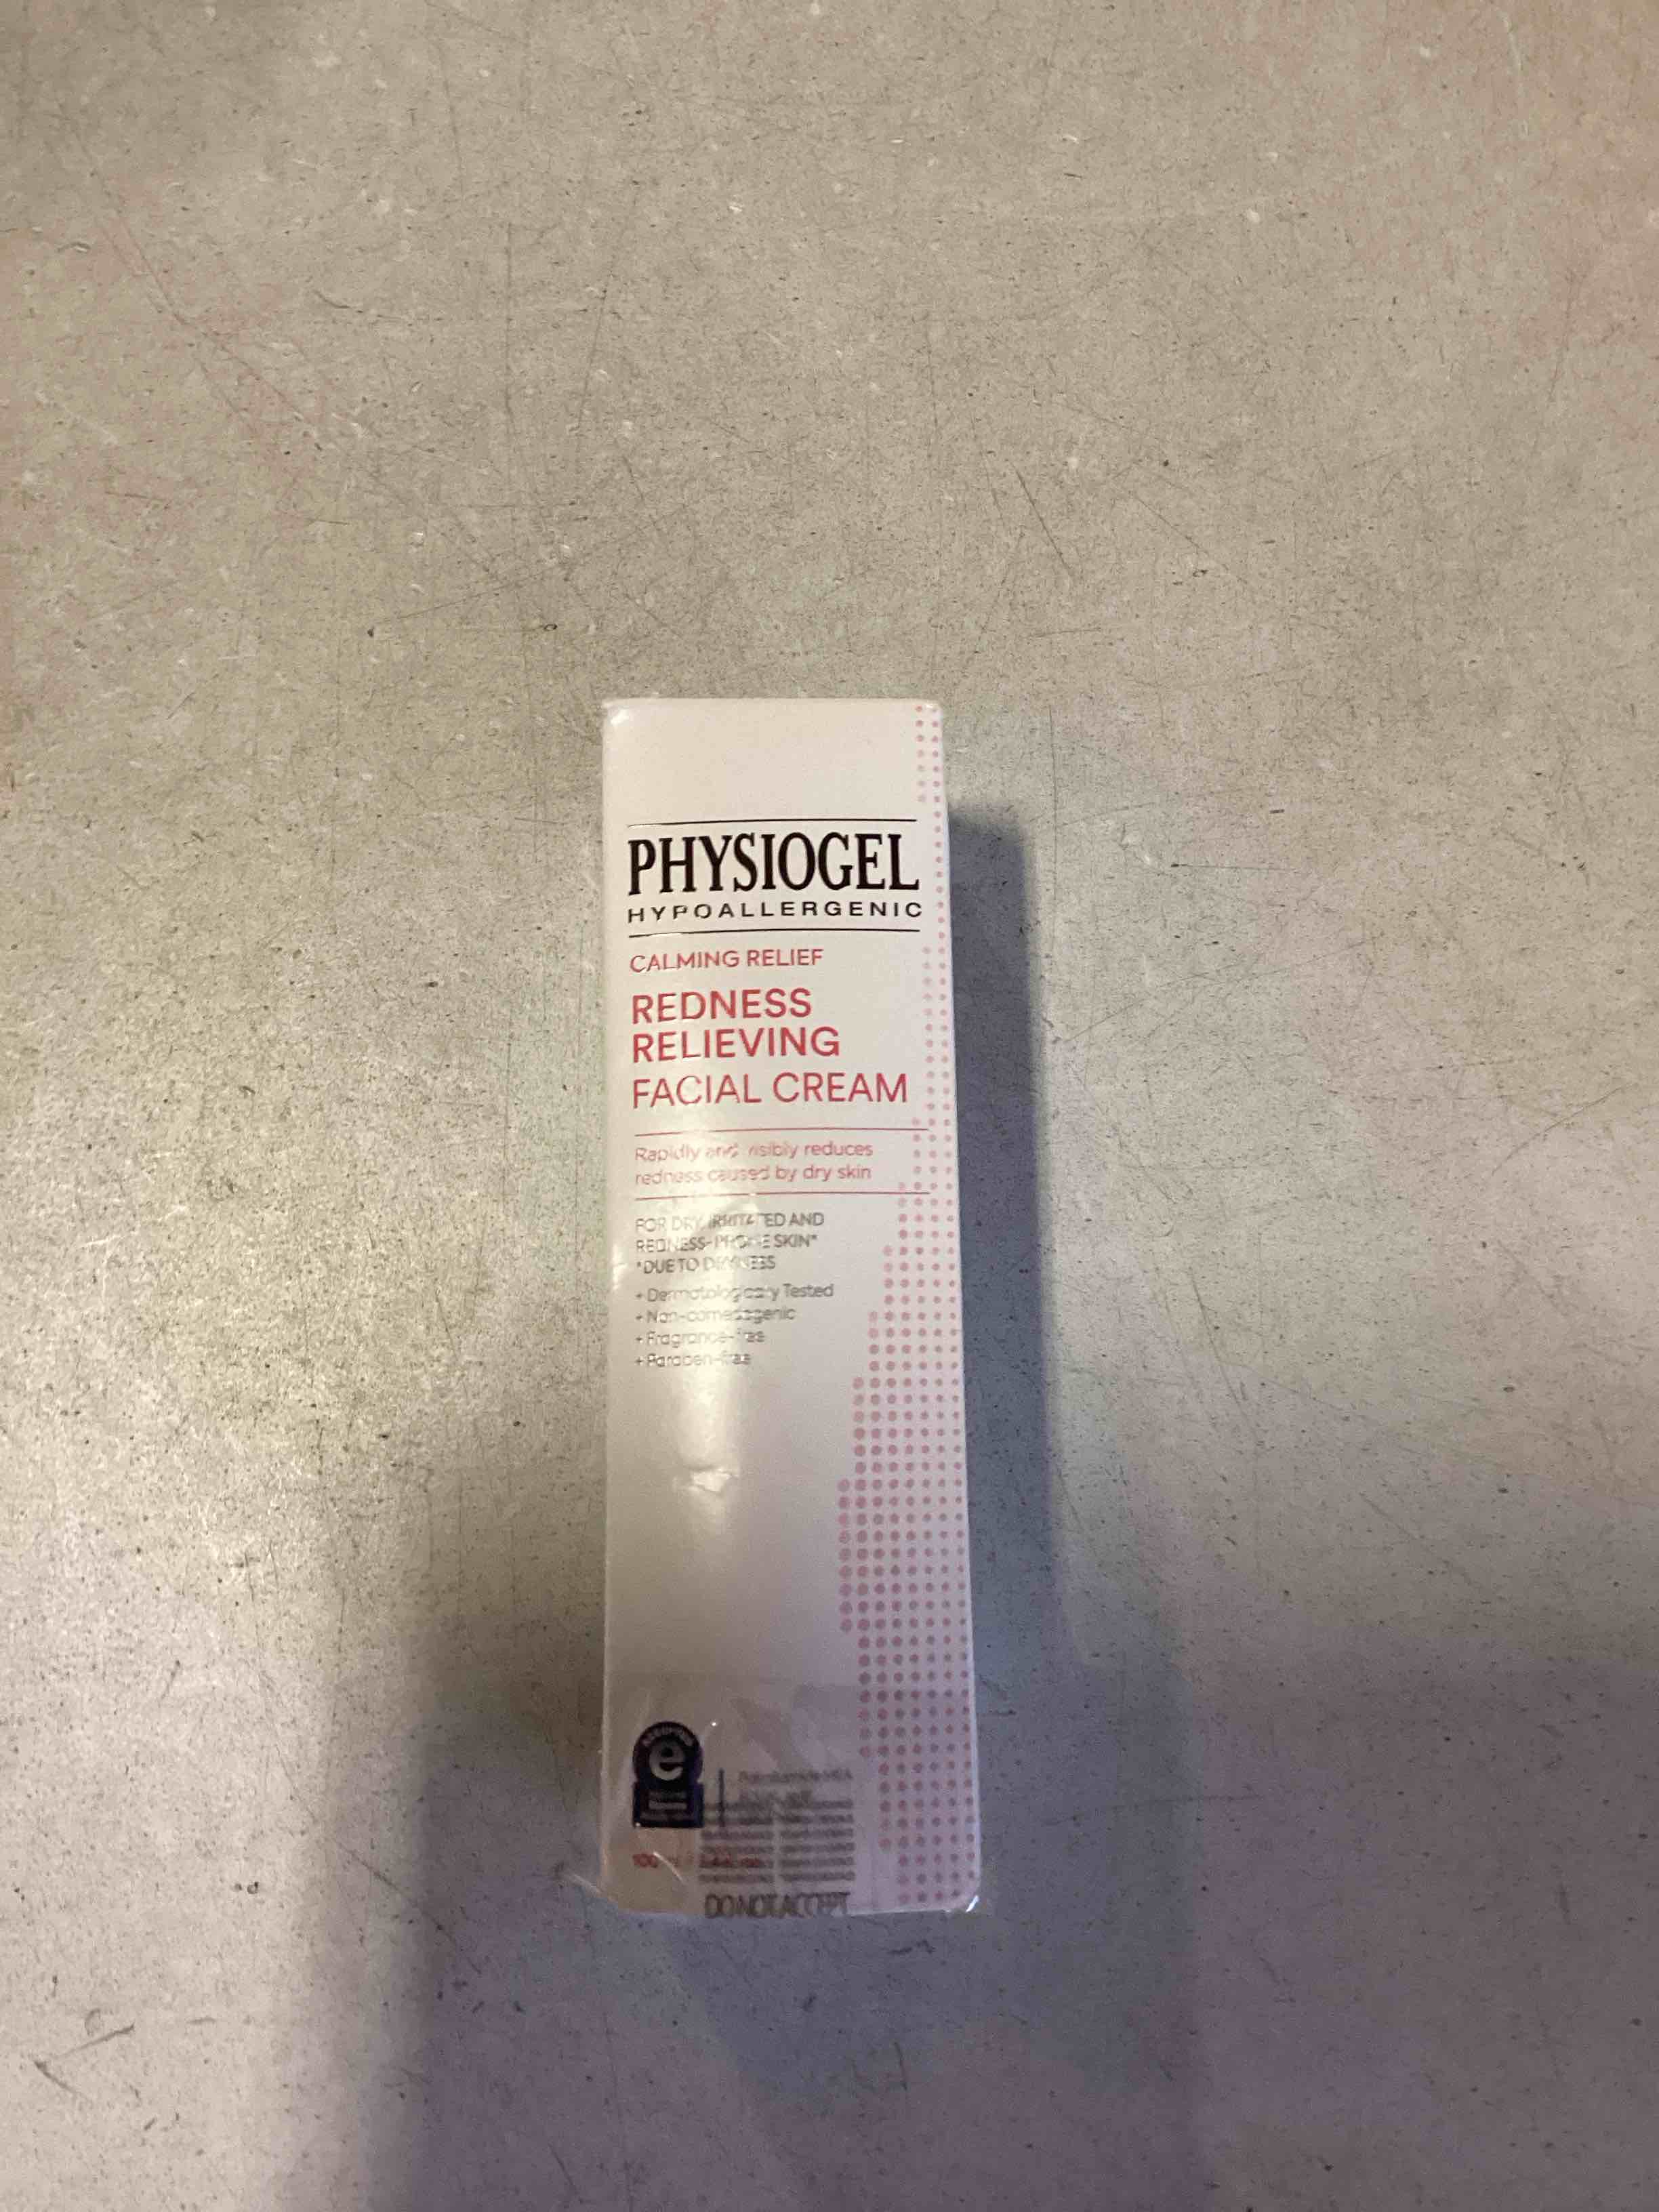 PHYSIOGEL
HYPOALLERGENIC
CALMING RELIEF
REDNESS
RELIEVING
FACIAL CREAM
Rapidly and visibly reduces
redness caused by dry skin
FOR DRY, IRRITATED AND
REDNESS-PRONE SKIN*
*DUE TO DRYNESS
+ Dermatologically Tested
+ Non-comedogenic
+ Fragrance-free
+ Paraben-free
e
100
DO NOT ACCEPT